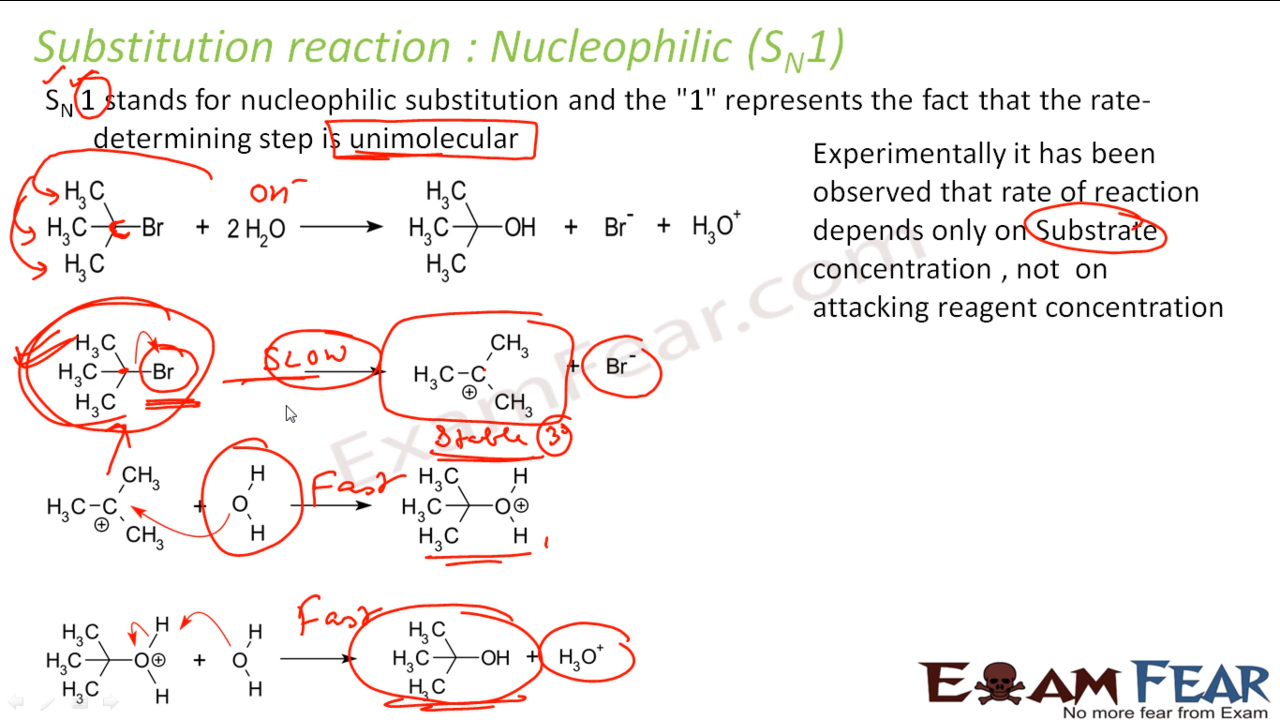 Substitution reaction : Nucleophilic (SN1)
SN1 stands for nucleophilic substitution and the "1" represents the fact that the rate-
determining step is unimolecular
Experimentally it has been
observed that rate of reaction
depends only on Substrate
concentration , not on
attacking reagent concentration
OH⁻
H₃C
H₃C Br + 2 H₂O
H₃C
H₃C
H₃C OH + Br⁻ + H₃O⁺
H₃C
H₃C
H₃C Br
H₃C
SLOW
CH₃
H₃C-C
⊕
CH₃
+ Br⁻
Stable 3°
CH₃
H₃C-C
⊕
CH₃
+
H
O
H
Fast
H₃C H
H₃C O⊕
H₃C H
H₃C H
H₃C O⊕
H₃C H
+
H
O
H
Fast
H₃C
H₃C OH + H₃O⁺
H₃C
ExamFear.com
EXAM FEAR
No more fear from Exam